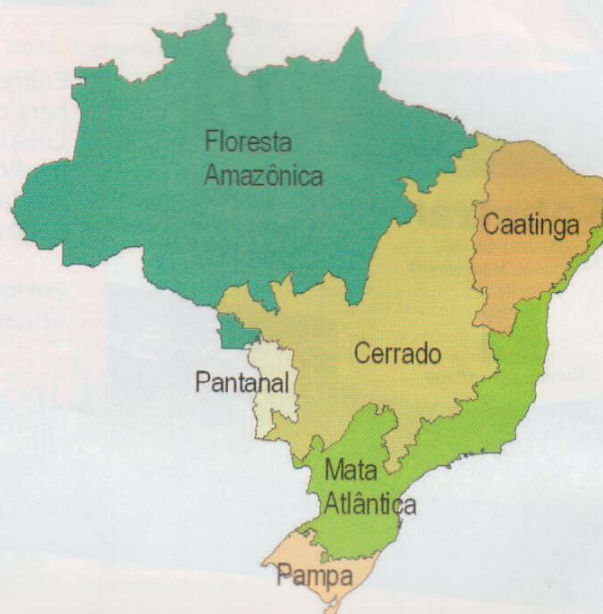 Floresta
Amazônica
Caatinga
Cerrado
Pantanal
Mata
Atlântica
Pampa